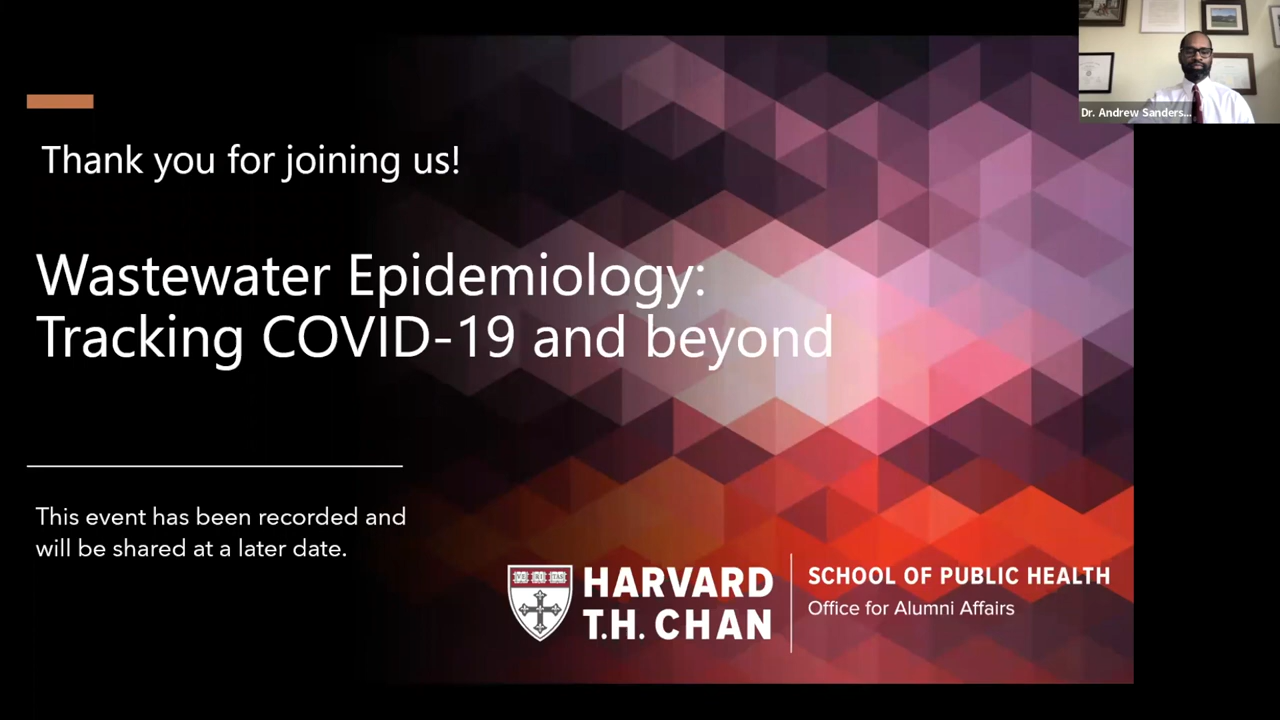 Dr. Andrew Sanders...
Thank you for joining us!
Wastewater Epidemiology:
Tracking COVID-19 and beyond
This event has been recorded and
will be shared at a later date.
HARVARD
T.H. CHAN
SCHOOL OF PUBLIC HEALTH
Office for Alumni Affairs